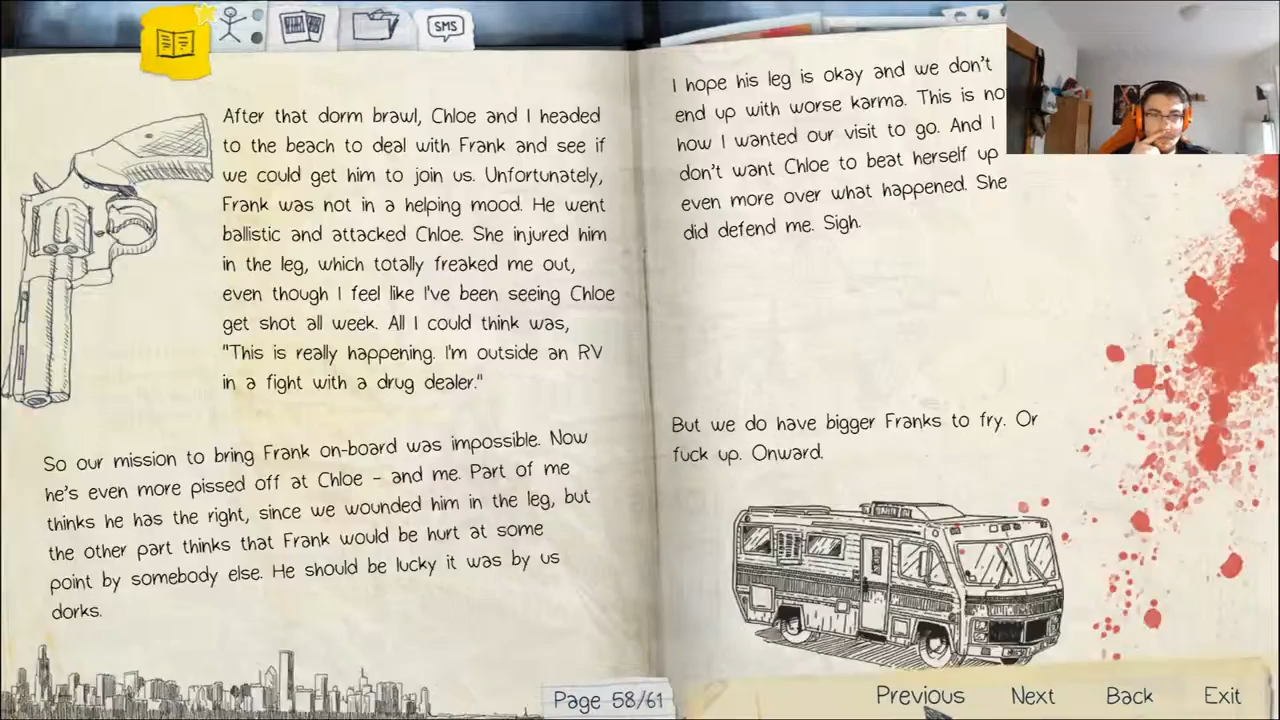 SMS
After that dorm brawl, Chloe and I headed
to the beach to deal with Frank and see if
we could get him to join us. Unfortunately,
Frank was not in a helping mood. He went
ballistic and attacked Chloe. She injured him
in the leg, which totally freaked me out,
even though I feel like I've been seeing Chloe
get shot all week. All I could think was,
"This is really happening. I'm outside an RV
in a fight with a drug dealer."
So our mission to bring Frank on-board was impossible. Now
he's even more pissed off at Chloe - and me. Part of me
thinks he has the right, since we wounded him in the leg, but
the other part thinks that Frank would be hurt at some
point by somebody else. He should be lucky it was by us
dorks.
I hope his leg is okay and we don't
end up with worse karma. This is no
how I wanted our visit to go. And I
don't want Chloe to beat herself up
even more over what happened. She
did defend me. Sigh.
But we do have bigger Franks to fry. Or
fuck up. Onward.
Page 58/61
Previous Next Back Exit